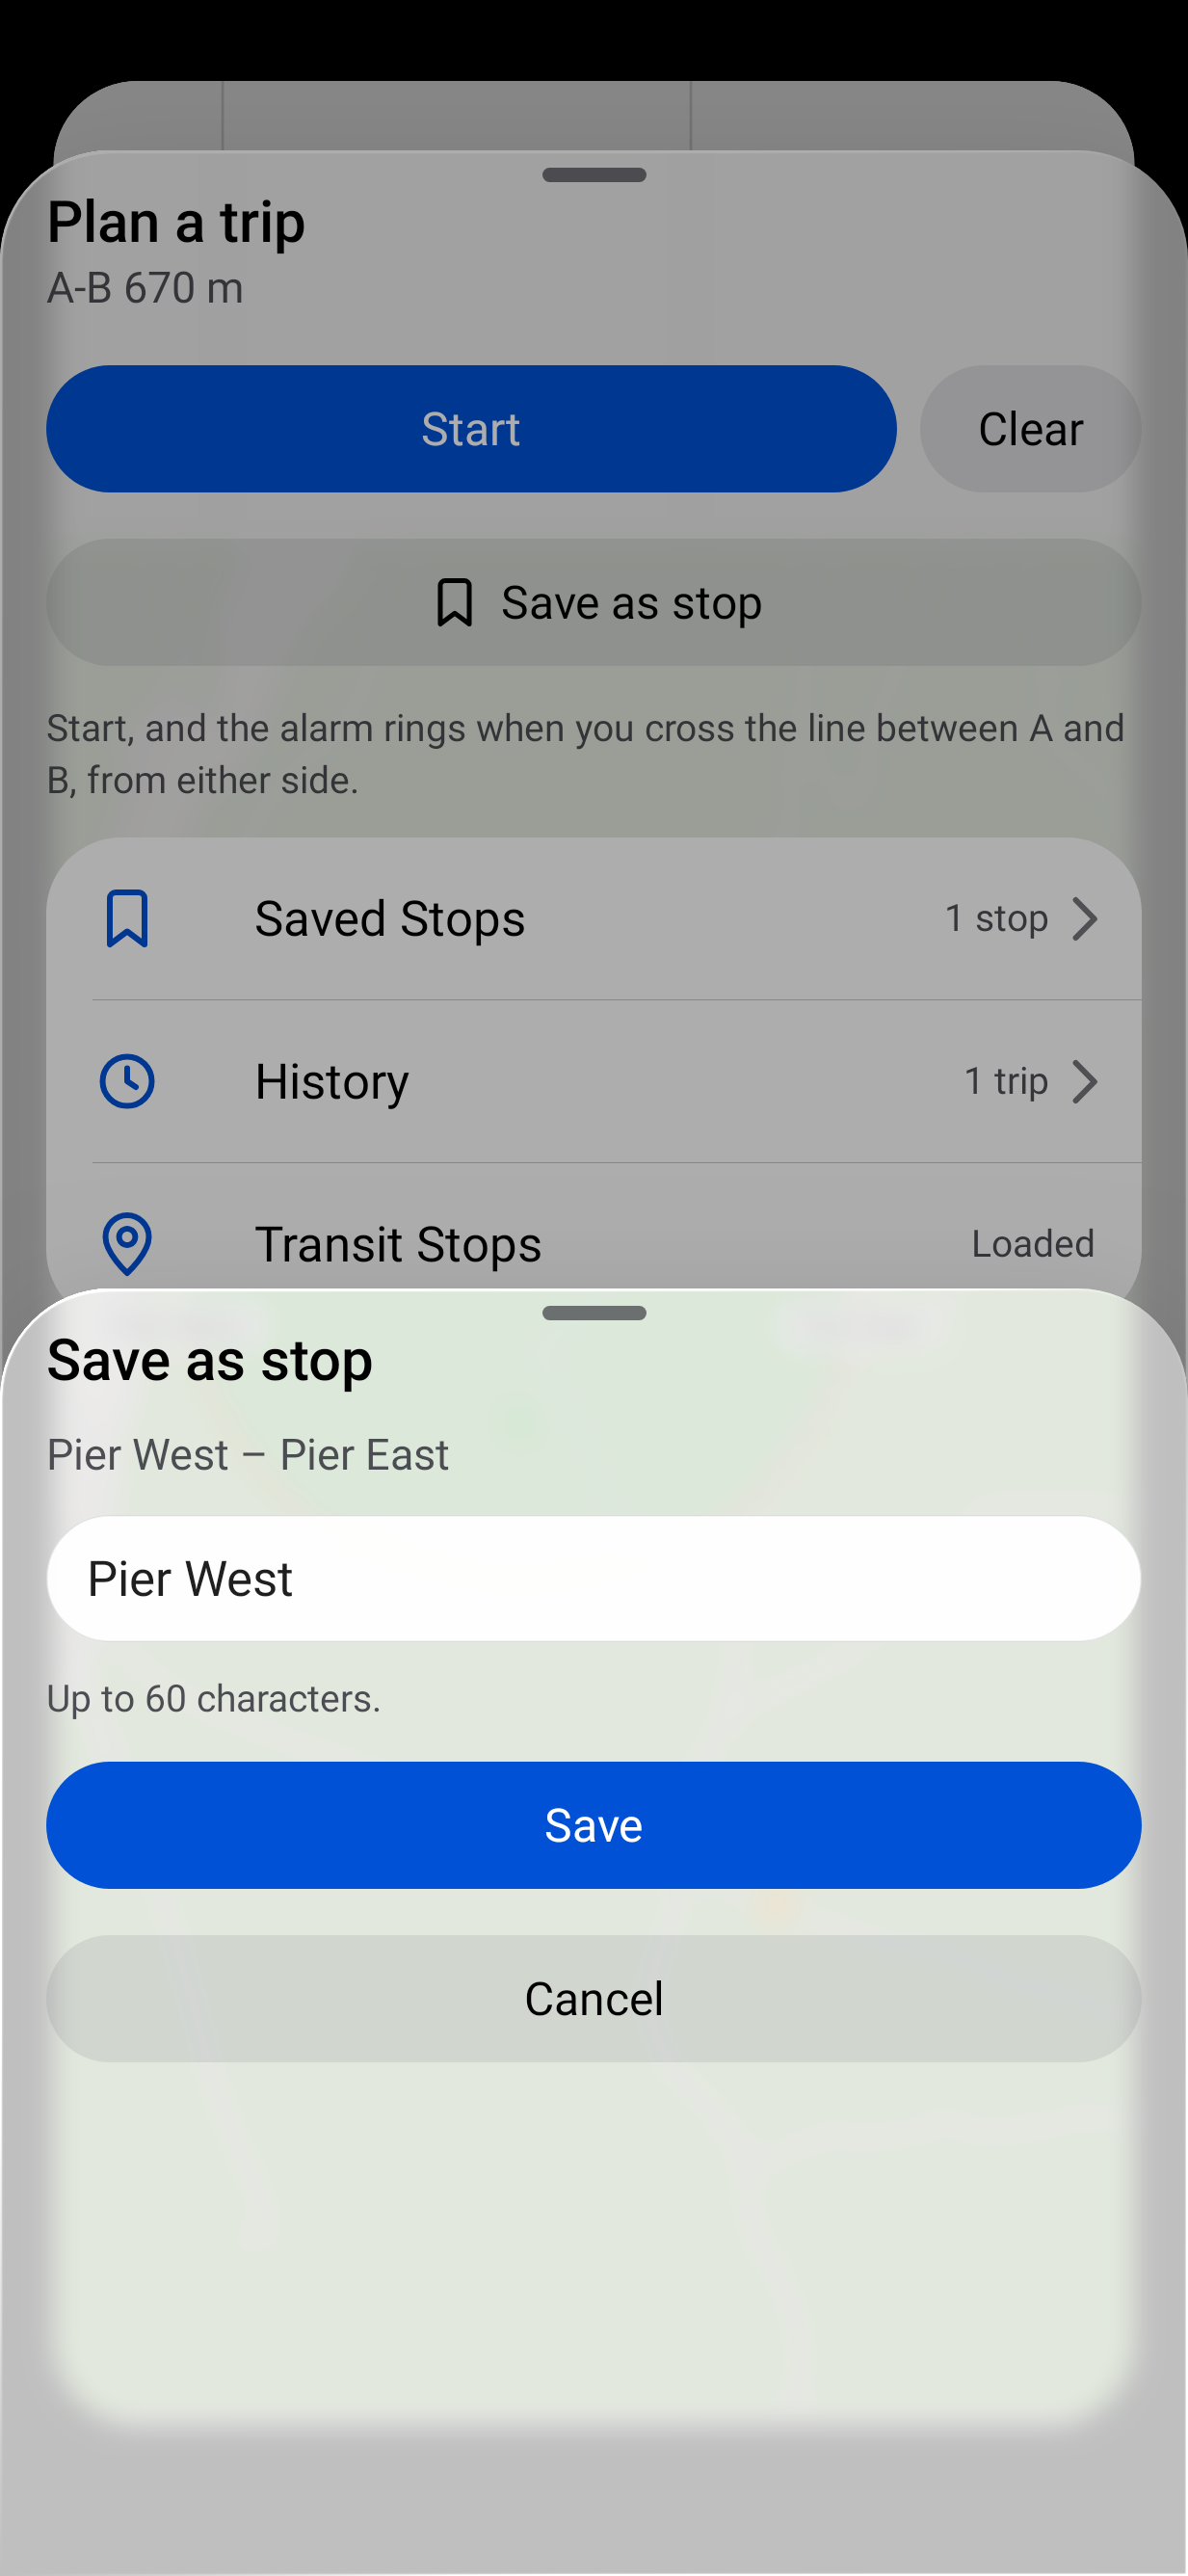 Plan a trip
A-B 670 m
Start
Clear
Save as stop
Start, and the alarm rings when you cross the line between A and
B, from either side.
Saved Stops
1 stop
History
1 trip
Transit Stops
Loaded
Save as stop
Pier West – Pier East
Pier West
Up to 60 characters.
Save
Cancel